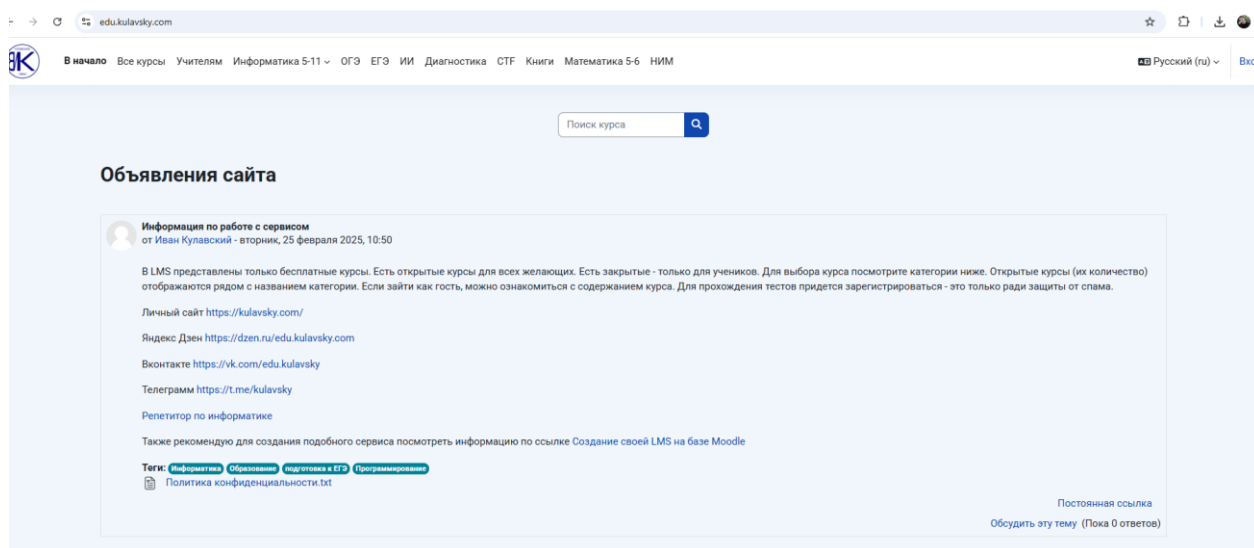 edu.kulavsky.com
В начало Все курсы Учителям Информатика 5-11 ОГЭ ЕГЭ ИИ Диагностика CTF Книги Математика 5-6 НИМ Русский (ru)
Поиск курса
Объявления сайта
Информация по работе с сервисом
от Иван Кулавский - вторник, 25 февраля 2025, 10:50
В LMS представлены только бесплатные курсы. Есть открытые курсы для всех желающих. Есть закрытые - только для учеников. Для выбора курса посмотрите категории ниже. Открытые курсы (их количество)
отображаются рядом с названием категории. Если зайти как гость, можно ознакомиться с содержанием курса. Для прохождения тестов придется зарегистрироваться - это только ради защиты от спама.
Личный сайт https://kulavsky.com/
Яндекс Дзен https://dzen.ru/edu.kulavsky.com
Вконтакте https://vk.com/edu.kulavsky
Телеграмм https://t.me/kulavsky
Репетитор по информатике
Также рекомендую для создания подобного сервиса посмотреть информацию по ссылке Создание своей LMS на базе Moodle
Теги: Информатика Образование подготовка к ЕГЭ Программирование
Политика конфиденциальности.txt
Постоянная ссылка
Обсудить эту тему (Пока 0 ответов)